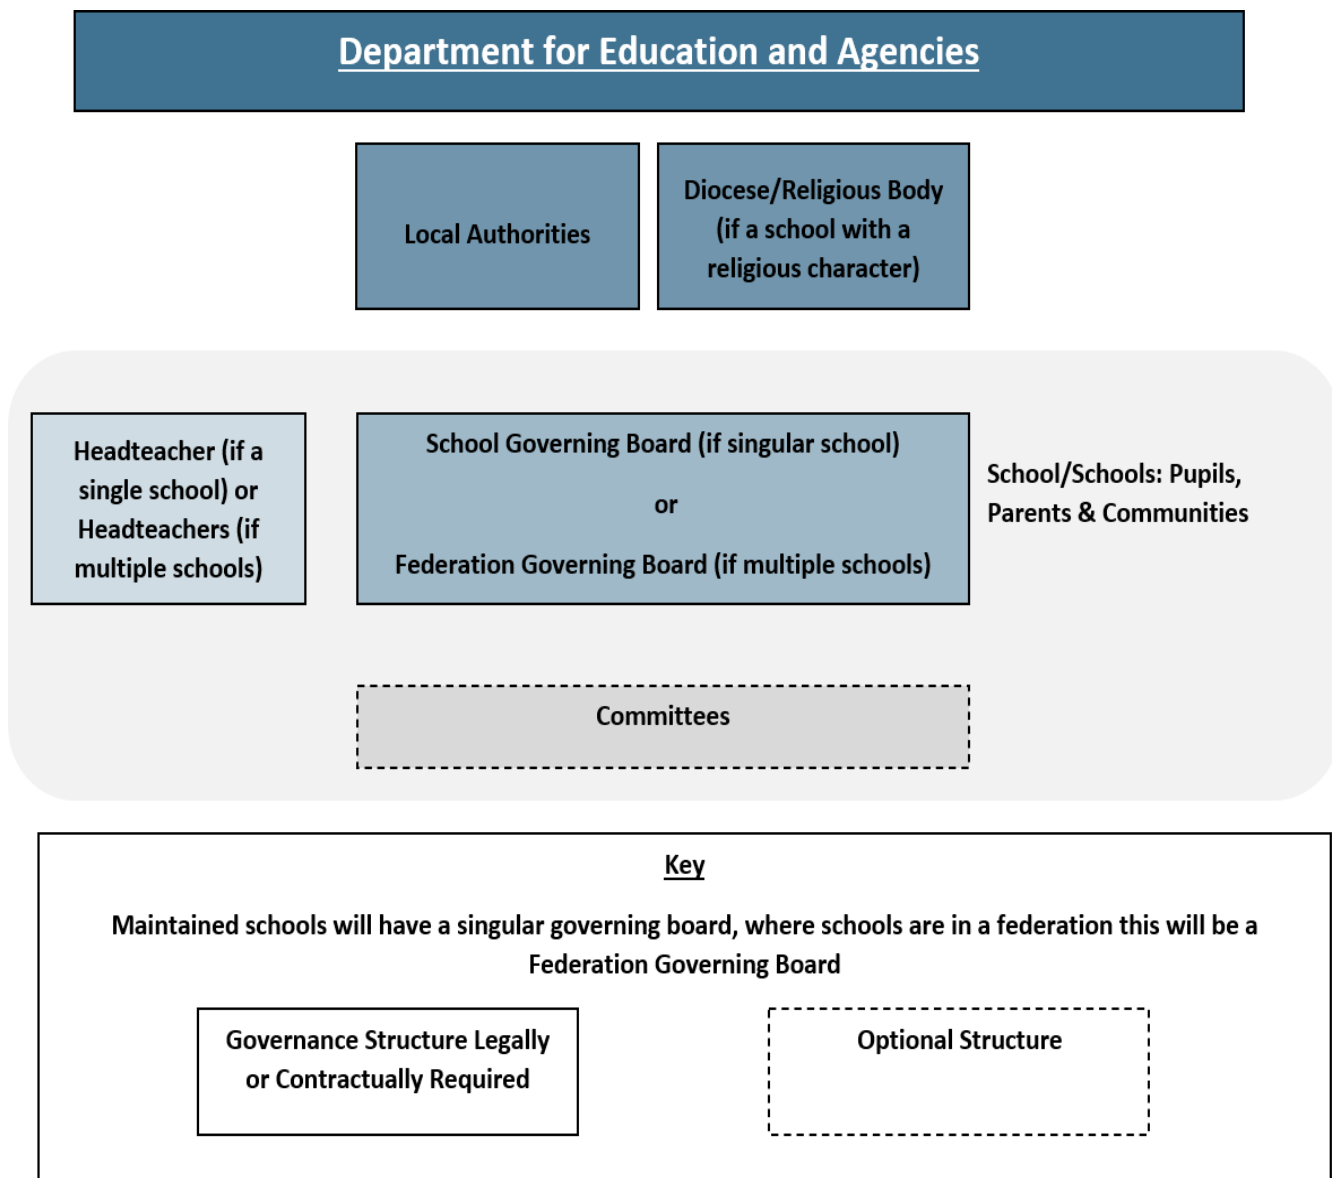 Department for Education and Agencies
Local Authorities
Diocese/Religious Body
(if a school with a
religious character)
Headteacher (if a
single school) or
Headteachers (if
multiple schools)
School Governing Board (if singular school)
or
Federation Governing Board (if multiple schools)
School/Schools: Pupils,
Parents & Communities
Committees
Key
Maintained schools will have a singular governing board, where schools are in a federation this will be a
Federation Governing Board
Governance Structure Legally
or Contractually Required
Optional Structure